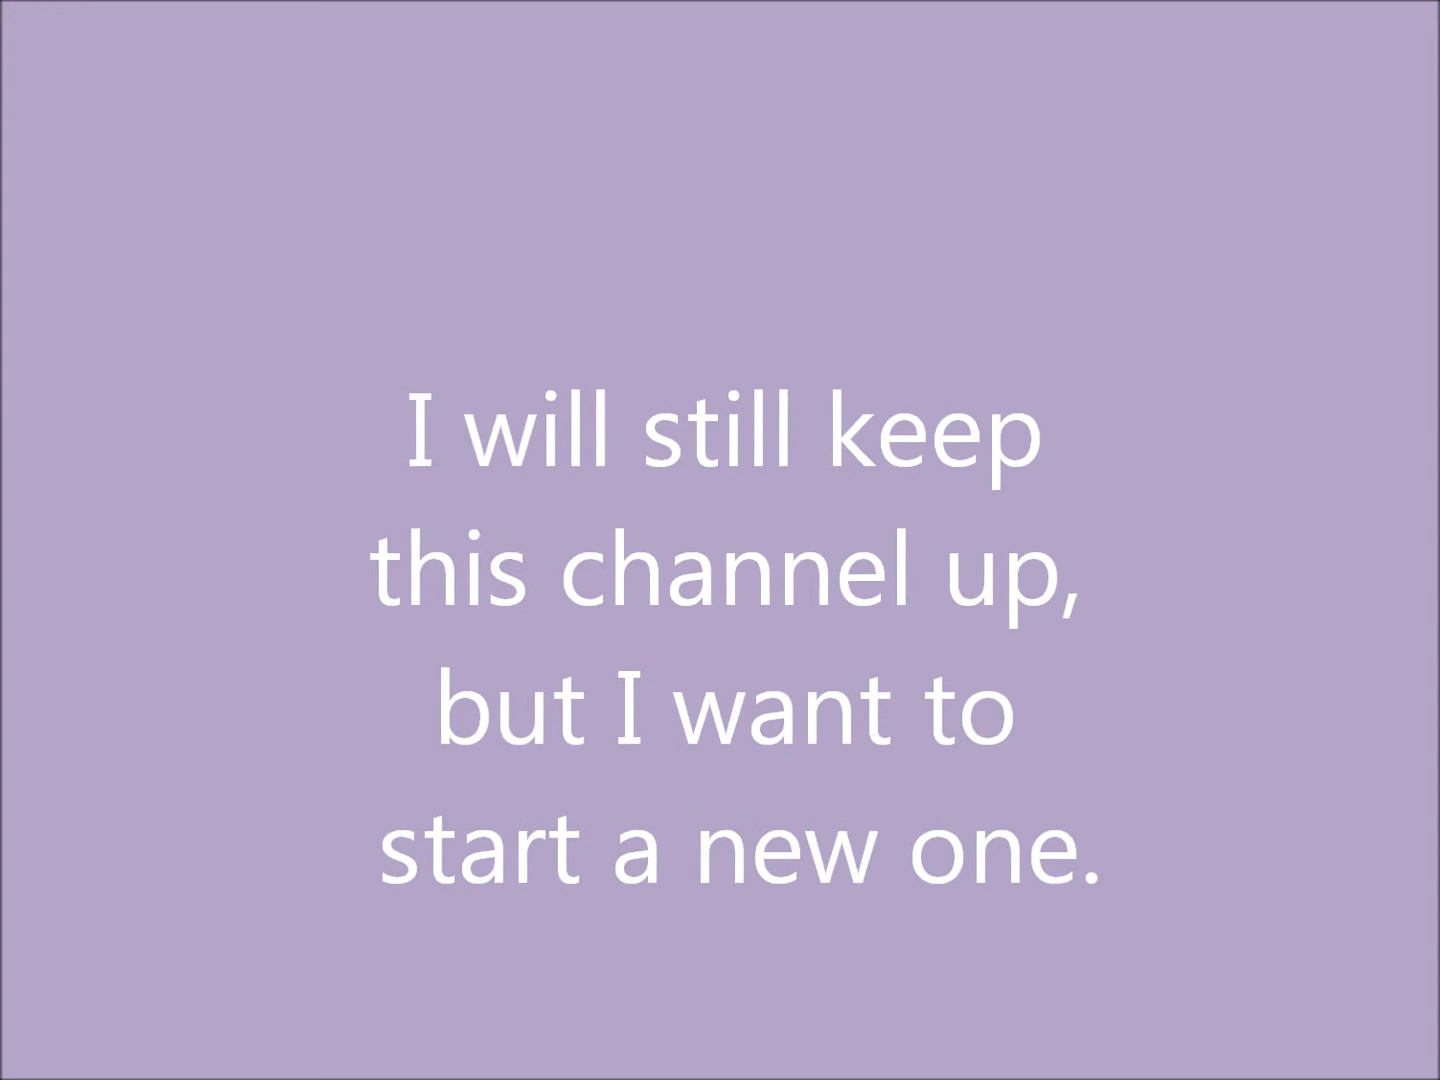 I will still keep
this channel up,
but I want to
start a new one.